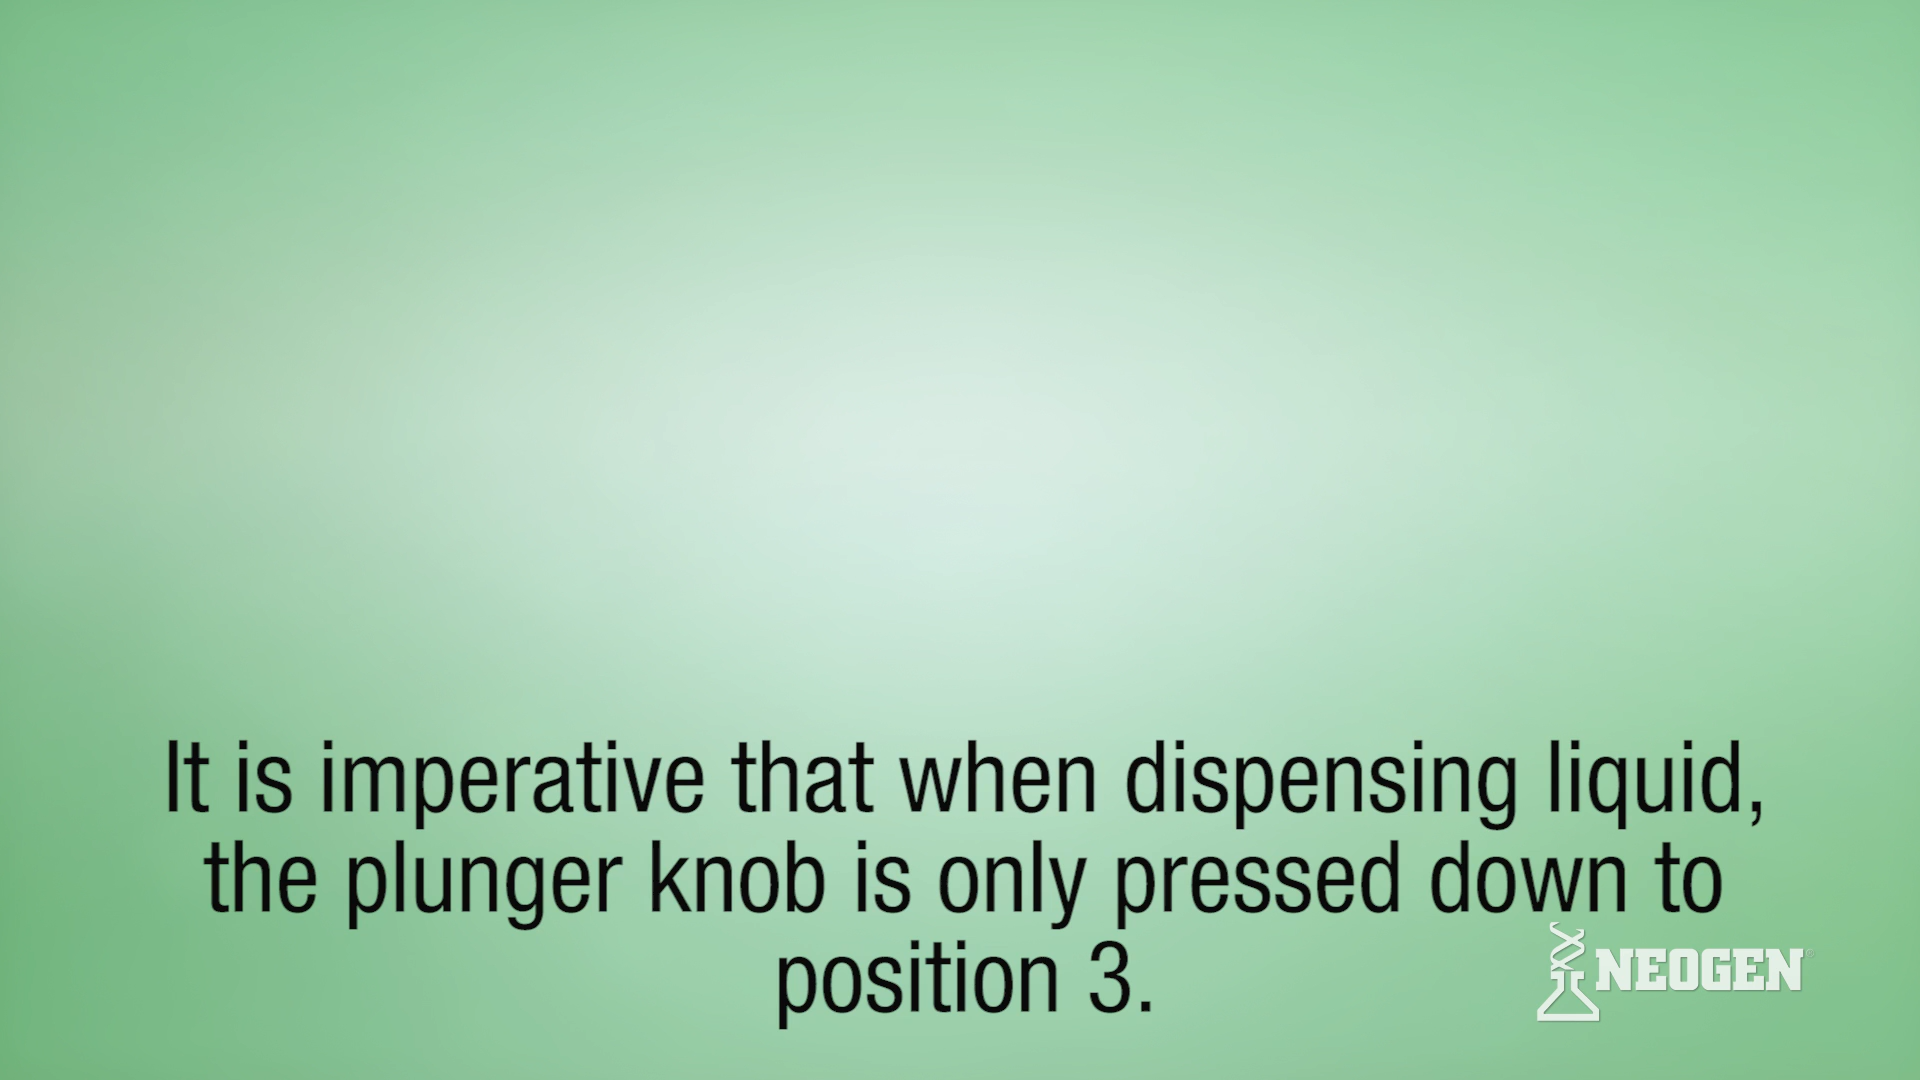 It is imperative that when dispensing liquid,
the plunger knob is only pressed down to
position 3.
NEOGEN®